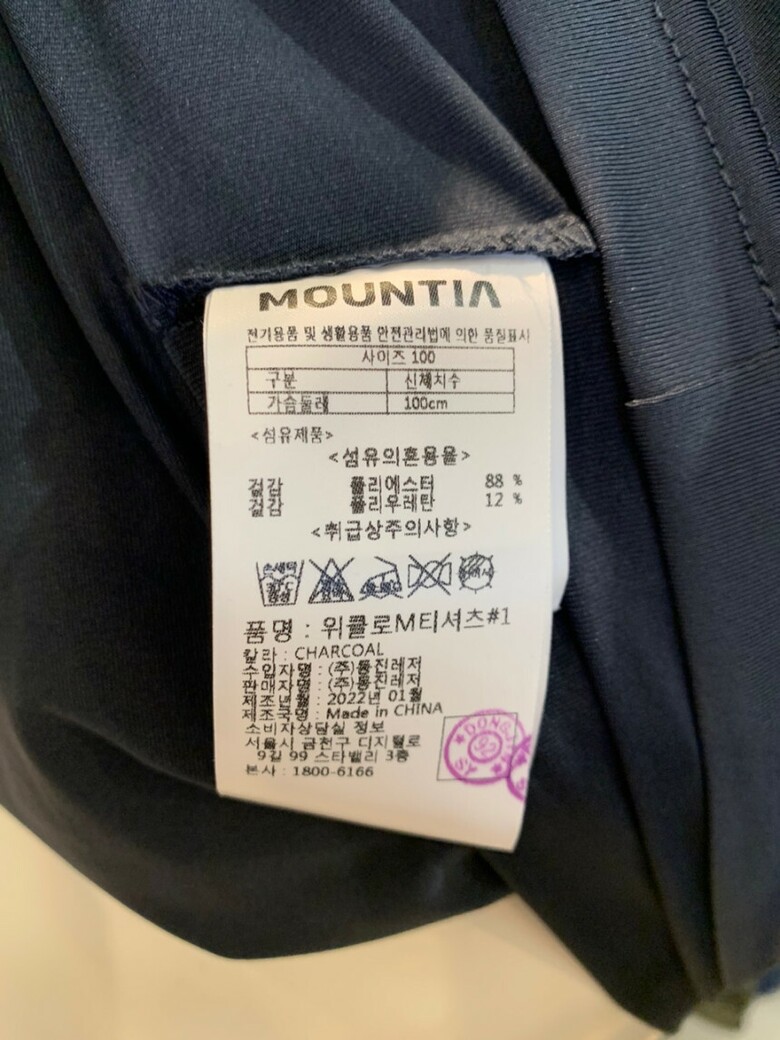 MOUNTIA
전기용품 및 생활용품 안전관리법에 의한 품질표시
사이즈 100
구분 신체치수
가슴둘레 100cm
<섬유제품>
<섬유의혼용율>
겉감 폴리에스터 88 %
겉감 폴리우레탄 12 %
<취급상주의사항>
손세탁
30℃
중성
품명 : 위클로M티셔츠#1
칼라 : CHARCOAL
수입자명 : (주)동진레저
판매자명 : (주)동진레저
제조년월 : 2022년 01월
제조국명 : Made in CHINA
소비자상담실 정보
서울시 금천구 디지털로
9길 99 스타밸리 3층
본사 : 1800-6166